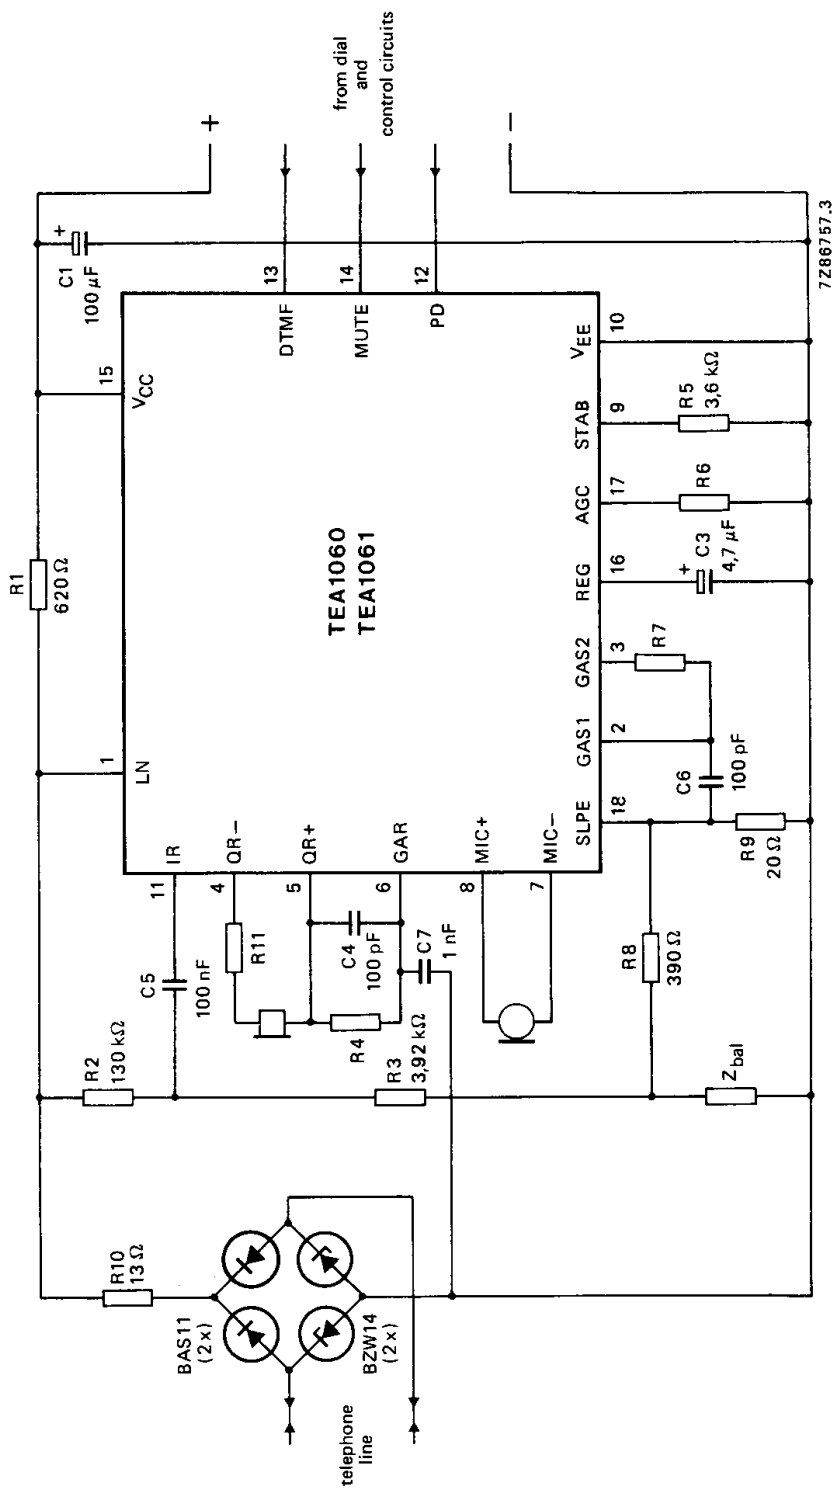 telephone
line
BAS11
(2x)
BZW14
(2x)
R10
13 Ω
R2
130 kΩ
R3
3,92 kΩ
Zbal
C5
100 nF
R11
R4
C4
100 pF
C7
1 nF
R8
390 Ω
R9
20 Ω
C6
100 pF
R7
C3
4,7 µF
+
R6
R5
3,6 kΩ
R1
620 Ω
C1
100 µF
+
TEA1060
TEA1061
11
IR
4
QR−
5
QR+
6
GAR
8
MIC+
7
MIC−
1
LN
15
VCC
SLPE
18
GAS1
2
GAS2
3
REG
16
AGC
17
STAB
9
VEE
10
13
DTMF
14
MUTE
12
PD
+
−
from dial
and
control circuits
7Z86757.3